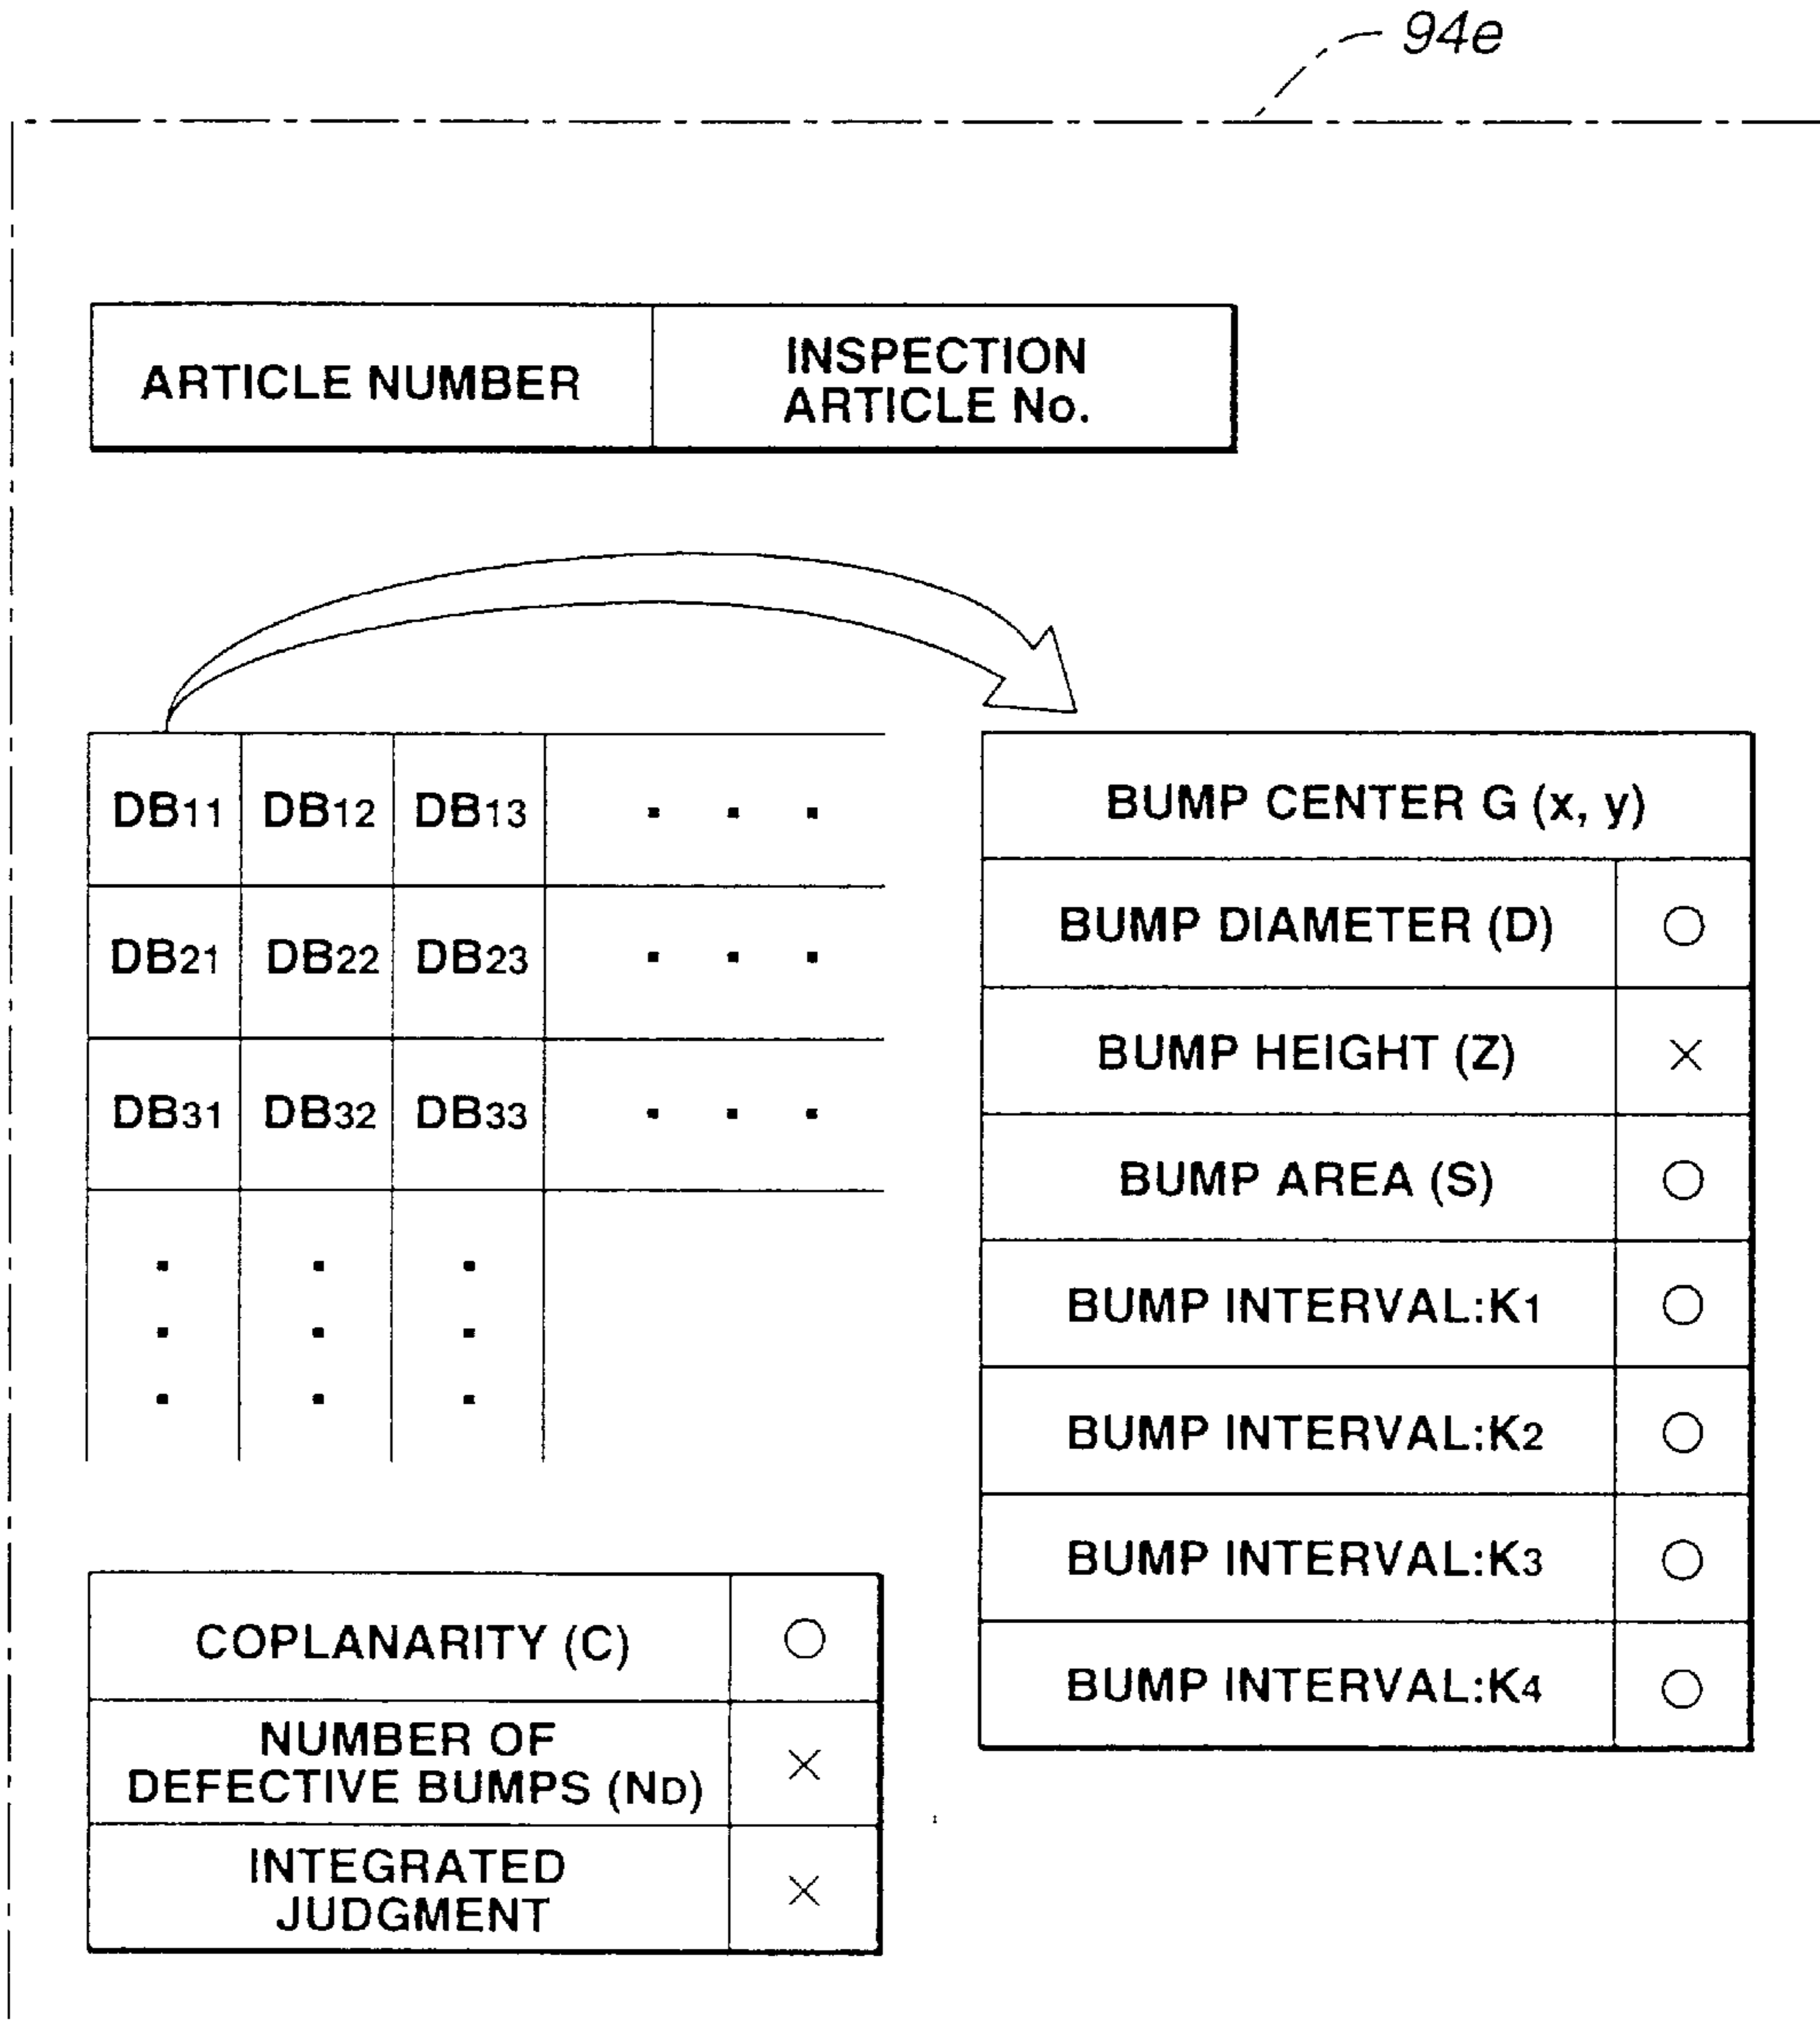 94e
ARTICLE NUMBER
INSPECTION
ARTICLE No.
DB11 DB12 DB13 . . .
DB21 DB22 DB23 . . .
DB31 DB32 DB33 . . .
. . .
. . .
. . .
BUMP CENTER G (x, y)
BUMP DIAMETER (D) ○
BUMP HEIGHT (Z) ×
BUMP AREA (S) ○
BUMP INTERVAL:K1 ○
BUMP INTERVAL:K2 ○
BUMP INTERVAL:K3 ○
BUMP INTERVAL:K4 ○
COPLANARITY (C) ○
NUMBER OF
DEFECTIVE BUMPS (ND) ×
INTEGRATED
JUDGMENT ×